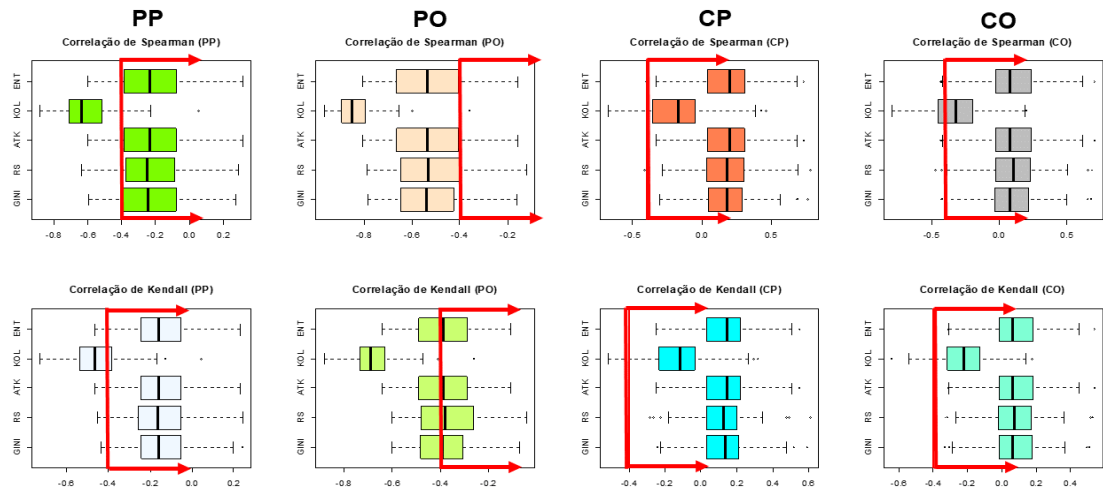 PP PO CP CO
Correlação de Spearman (PP) Correlação de Spearman (PO) Correlação de Spearman (CP) Correlação de Spearman (CO)
ENT ENT ENT ENT
KOL KOL KOL KOL
ATK ATK ATK ATK
RS RS RS RS
GINI GINI GINI GINI
-0.8 -0.6 -0.4 -0.2 0.0 0.2 -0.8 -0.6 -0.4 -0.2 -0.5 0.0 0.5 -0.5 0.0 0.5
Correlação de Kendall (PP) Correlação de Kendall (PO) Correlação de Kendall (CP) Correlação de Kendall (CO)
ENT ENT ENT ENT
KOL KOL KOL KOL
ATK ATK ATK ATK
RS RS RS RS
GINI GINI GINI GINI
-0.6 -0.4 -0.2 0.0 0.2 -0.8 -0.6 -0.4 -0.2 0.0 -0.4 -0.2 0.0 0.2 0.4 0.6 -0.6 -0.4 -0.2 0.0 0.2 0.4